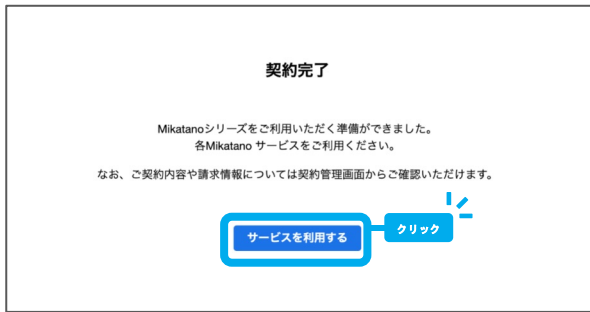 契約完了
Mikatanoシリーズをご利用いただく準備ができました。
各Mikatano サービスをご利用ください。
なお、ご契約内容や請求情報については契約管理画面からご確認いただけます。
サービスを利用する
クリック